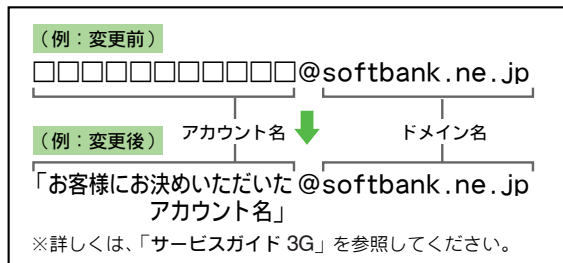 (例：変更前)
□□□□□□□□□□□@softbank.ne.jp
アカウント名 ドメイン名
(例：変更後)
「お客様にお決めいただいた@softbank.ne.jp
アカウント名」
※詳しくは、「サービスガイド 3G」を参照してください。